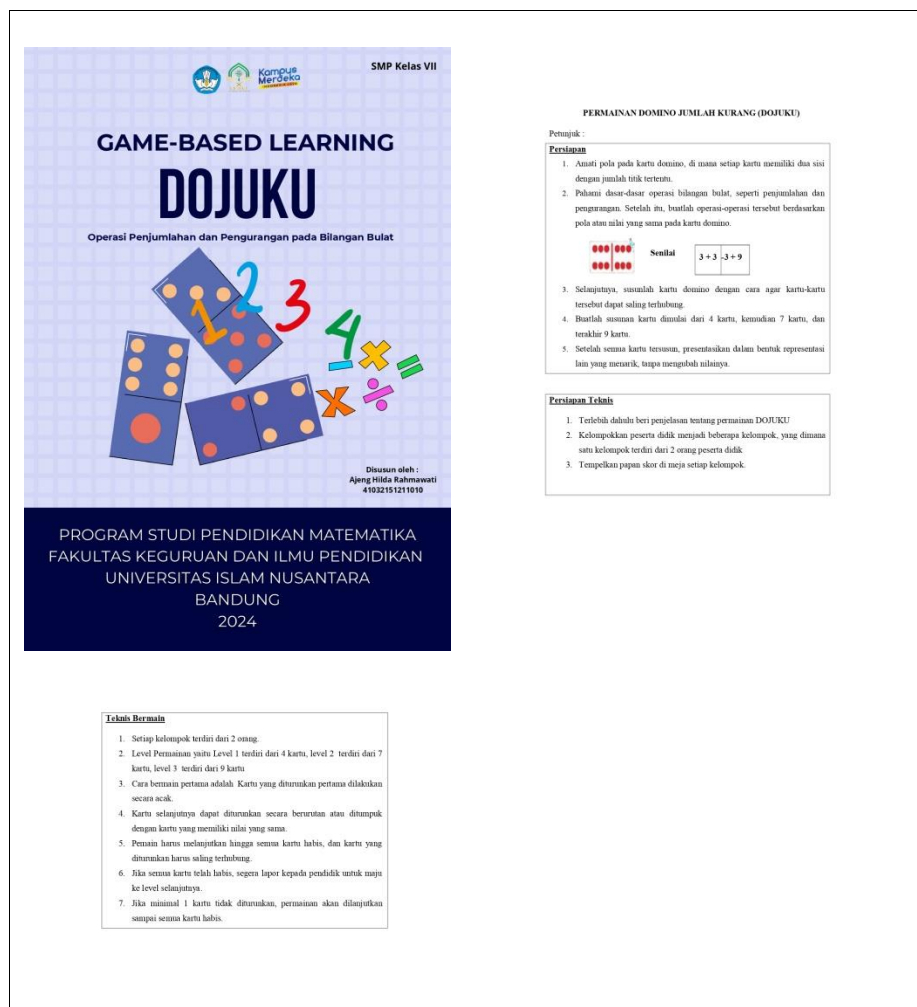 SMP Kelas VII
Kampus
Merdeka
GAME-BASED LEARNING
DOJUKU
Operasi Penjumlahan dan Pengurangan pada Bilangan Bulat
1 2 3 4
Disusun oleh :
Ajeng Hilda Rahmawati
41032151211010
PROGRAM STUDI PENDIDIKAN MATEMATIKA
FAKULTAS KEGURUAN DAN ILMU PENDIDIKAN
UNIVERSITAS ISLAM NUSANTARA
BANDUNG
2024
PERMAINAN DOMINO JUMLAH KURANG (DOJUKU)
Petunjuk :
Persiapan
1. Amati pola pada kartu domino, di mana setiap kartu memiliki dua sisi
dengan jumlah titik tertentu.
2. Pahami dasar-dasar operasi bilangan bulat, seperti penjumlahan dan
pengurangan. Setelah itu, buatlah operasi-operasi tersebut berdasarkan
pola atau nilai yang sama pada kartu domino.
Senilai
3 + 3 -3 + 9
3. Selanjutnya, susunlah kartu domino dengan cara agar kartu-kartu
tersebut dapat saling terhubung.
4. Buatlah susunan kartu dimulai dari 4 kartu, kemudian 7 kartu, dan
terakhir 9 kartu.
5. Setelah semua kartu tersusun, presentasikan dalam bentuk representasi
lain yang menarik, tanpa mengubah nilainya.
Persiapan Teknis
1. Terlebih dahulu beri penjelasan tentang permainan DOJUKU
2. Kelompokkan peserta didik menjadi beberapa kelompok, yang dimana
satu kelompok terdiri dari 2 orang peserta didik
3. Tempelkan papan skor di meja setiap kelompok.
Teknis Bermain
1. Setiap kelompok terdiri dari 2 orang.
2. Level Permainan yaitu Level 1 terdiri dari 4 kartu, level 2 terdiri dari 7
kartu, level 3 terdiri dari 9 kartu
3. Cara bermain pertama adalah Kartu yang diturunkan pertama dilakukan
secara acak.
4. Kartu selanjutnya dapat diturunkan secara berurutan atau ditumpuk
dengan kartu yang memiliki nilai yang sama.
5. Pemain harus melanjutkan hingga semua kartu habis, dan kartu yang
diturunkan harus saling terhubung.
6. Jika semua kartu telah habis, segera lapor kepada pendidik untuk maju
ke level selanjutnya.
7. Jika minimal 1 kartu tidak diturunkan, permainan akan dilanjutkan
sampai semua kartu habis.